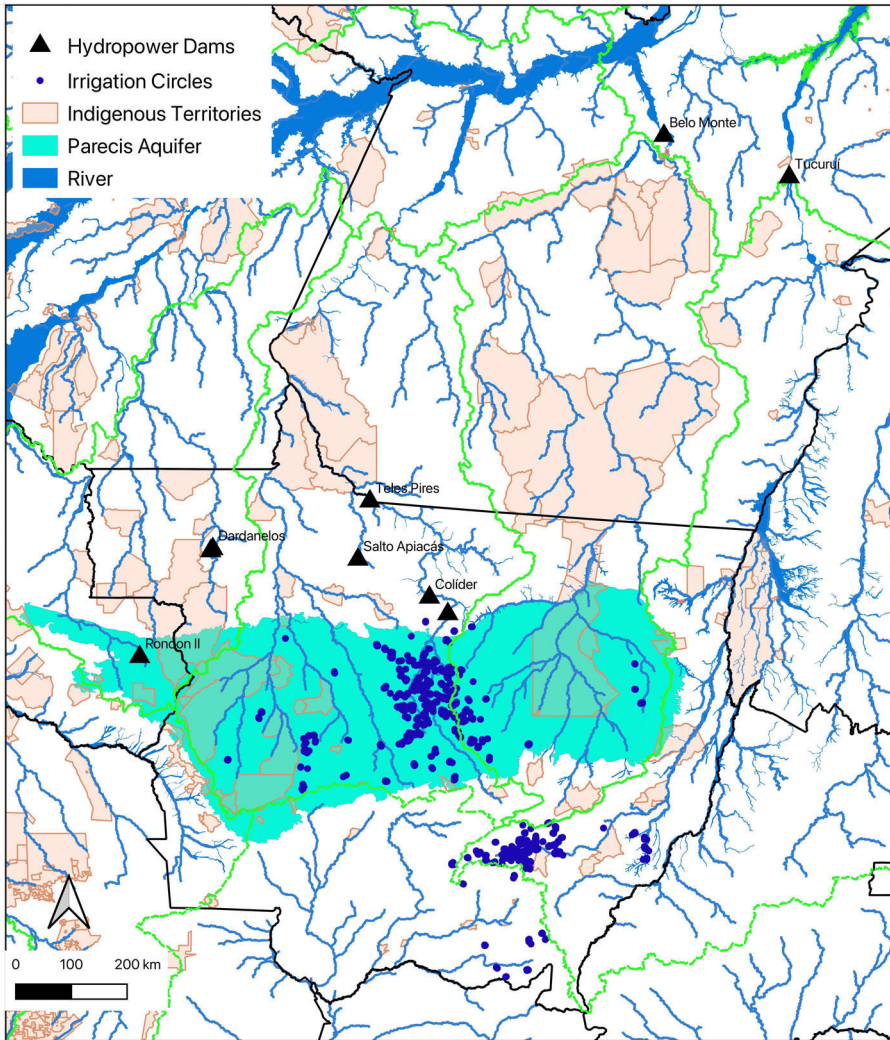 Hydropower Dams
Irrigation Circles
Indigenous Territories
Parecis Aquifer
River
Belo Monte
Tucuruí
Teles Pires
Dardanelos
Salto Apiacás
Colíder
Rondon II
0 100 200 km